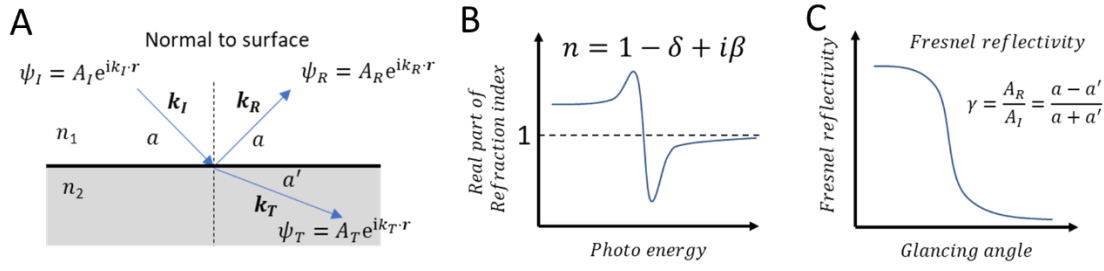 A
Normal to surface
ψ_I = A_I e^{ik_I·r}
ψ_R = A_R e^{ik_R·r}
k_I
k_R
n_1
a
a
n_2
a'
k_T
ψ_T = A_T e^{ik_T·r}
B
n = 1 − δ + iβ
Real part of
Refraction index
1
Photo energy
C
Fresnel reflectivity
Fresnel reflectivity
γ = A_R/A_I = (a − a')/(a + a')
Glancing angle